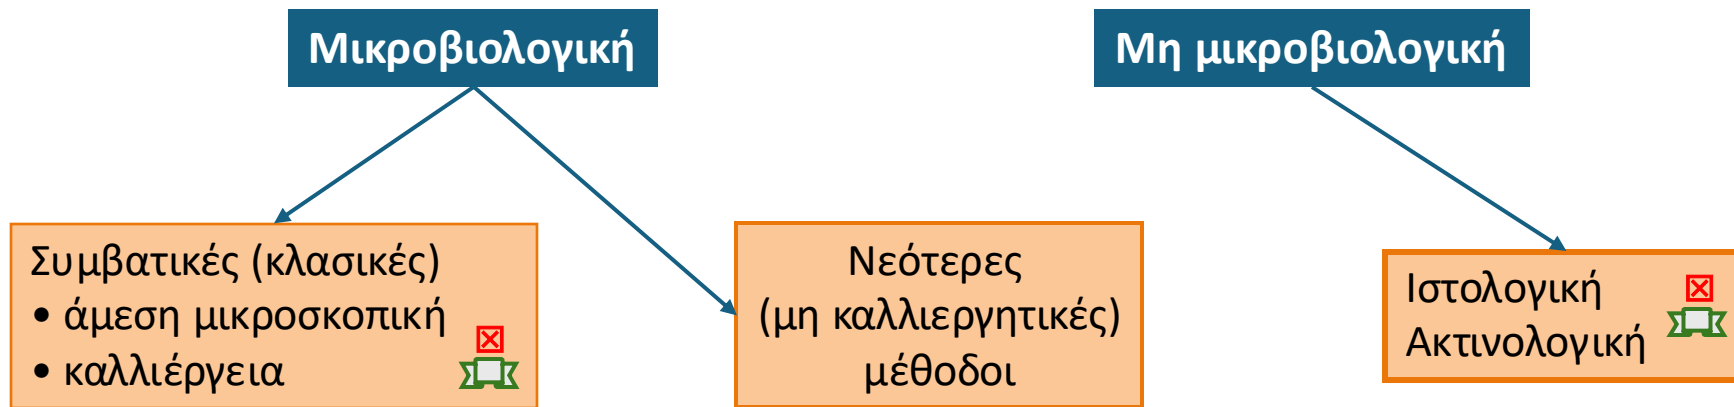 Μικροβιολογική
Μη μικροβιολογική
Συμβατικές (κλασικές)
• άμεση μικροσκοπική
• καλλιέργεια
Νεότερες
(μη καλλιεργητικές)
μέθοδοι
Ιστολογική
Ακτινολογική